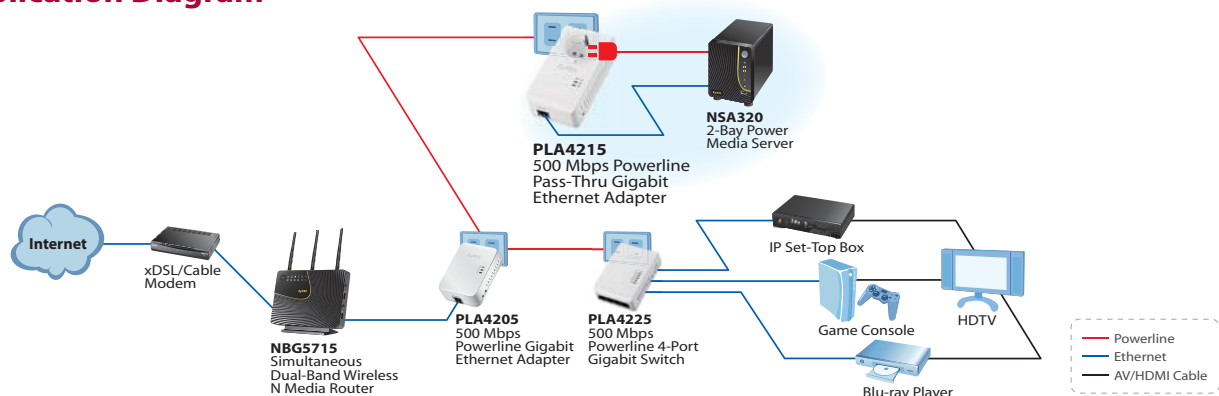 Application Diagram
PLA4215
500 Mbps Powerline
Pass-Thru Gigabit
Ethernet Adapter
NSA320
2-Bay Power
Media Server
Internet
xDSL/Cable
Modem
NBG5715
Simultaneous
Dual-Band Wireless
N Media Router
PLA4205
500 Mbps
Powerline Gigabit
Ethernet Adapter
PLA4225
500 Mbps
Powerline 4-Port
Gigabit Switch
IP Set-Top Box
Game Console
Blu-ray Player
HDTV
Powerline
Ethernet
AV/HDMI Cable